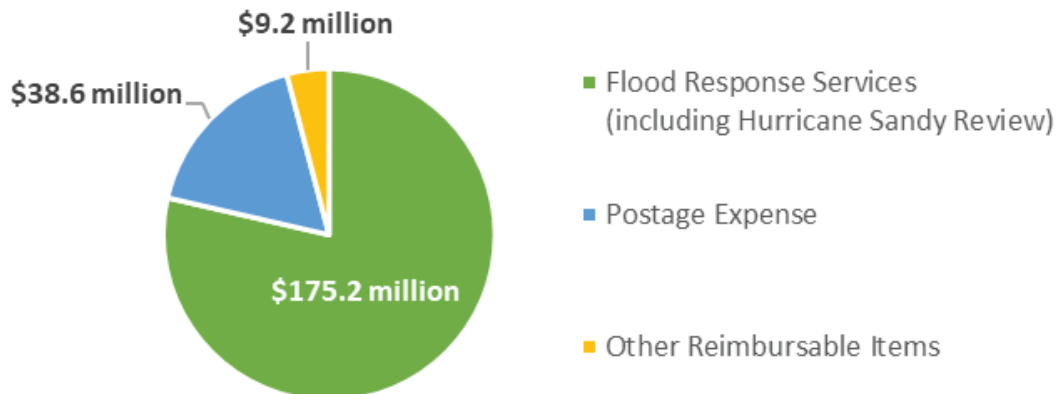 $9.2 million
$38.6 million
$175.2 million
Flood Response Services
(including Hurricane Sandy Review)
Postage Expense
Other Reimbursable Items